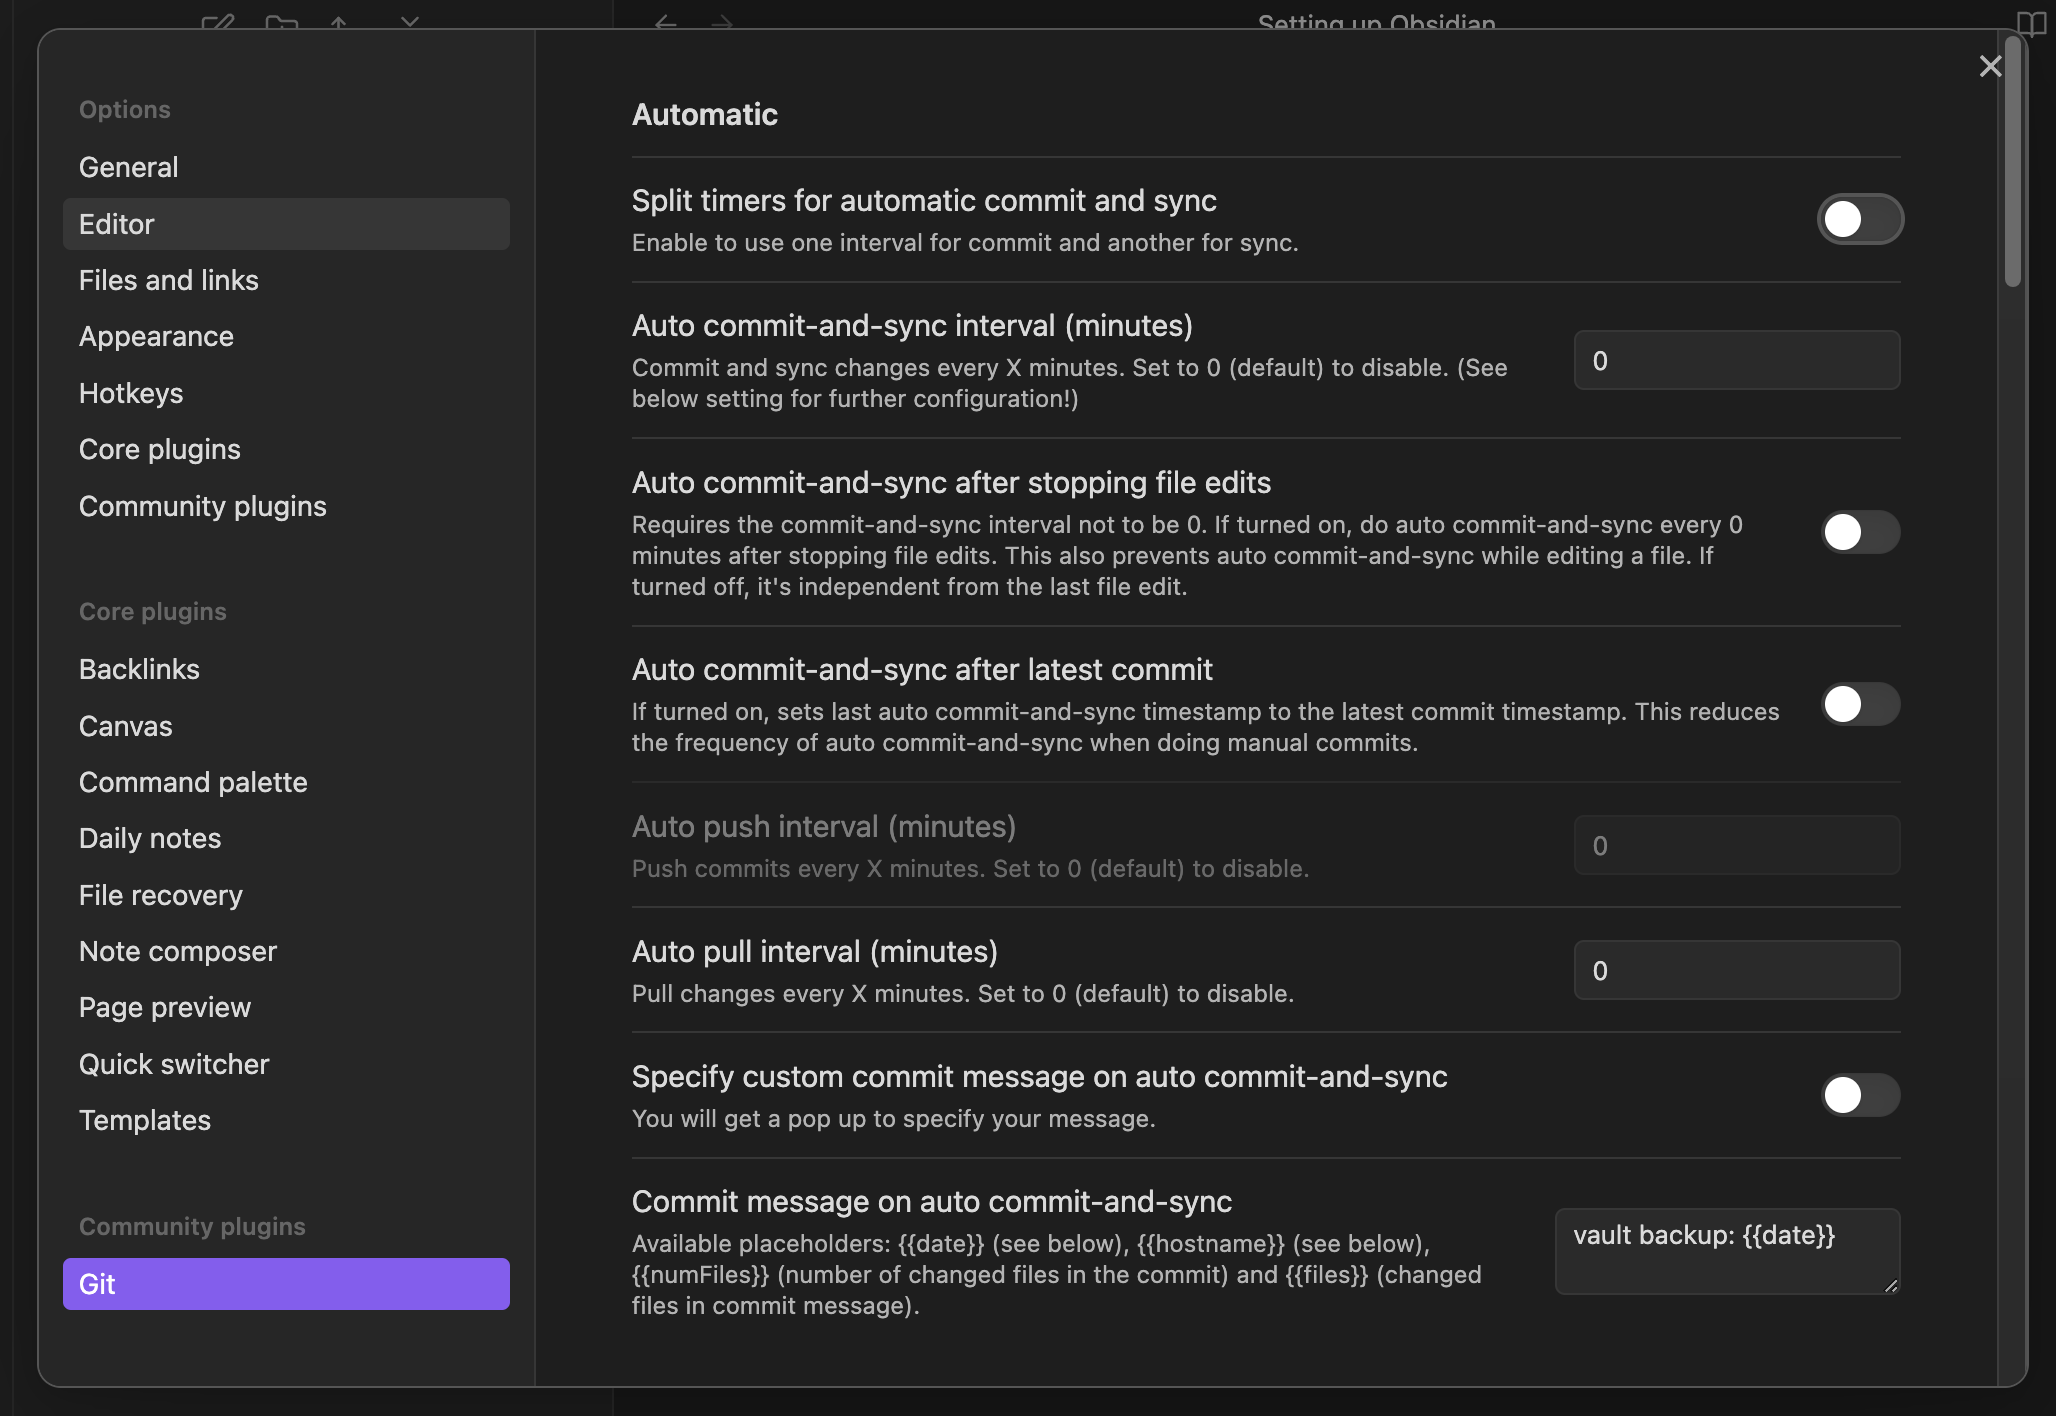 Setting up Obsidian
Options
General
Editor
Files and links
Appearance
Hotkeys
Core plugins
Community plugins
Core plugins
Backlinks
Canvas
Command palette
Daily notes
File recovery
Note composer
Page preview
Quick switcher
Templates
Community plugins
Git
Automatic
Split timers for automatic commit and sync
Enable to use one interval for commit and another for sync.
Auto commit-and-sync interval (minutes)
Commit and sync changes every X minutes. Set to 0 (default) to disable. (See
below setting for further configuration!)
0
Auto commit-and-sync after stopping file edits
Requires the commit-and-sync interval not to be 0. If turned on, do auto commit-and-sync every 0
minutes after stopping file edits. This also prevents auto commit-and-sync while editing a file. If
turned off, it's independent from the last file edit.
Auto commit-and-sync after latest commit
If turned on, sets last auto commit-and-sync timestamp to the latest commit timestamp. This reduces
the frequency of auto commit-and-sync when doing manual commits.
Auto push interval (minutes)
Push commits every X minutes. Set to 0 (default) to disable.
0
Auto pull interval (minutes)
Pull changes every X minutes. Set to 0 (default) to disable.
0
Specify custom commit message on auto commit-and-sync
You will get a pop up to specify your message.
Commit message on auto commit-and-sync
Available placeholders: {{date}} (see below), {{hostname}} (see below),
{{numFiles}} (number of changed files in the commit) and {{files}} (changed
files in commit message).
vault backup: {{date}}